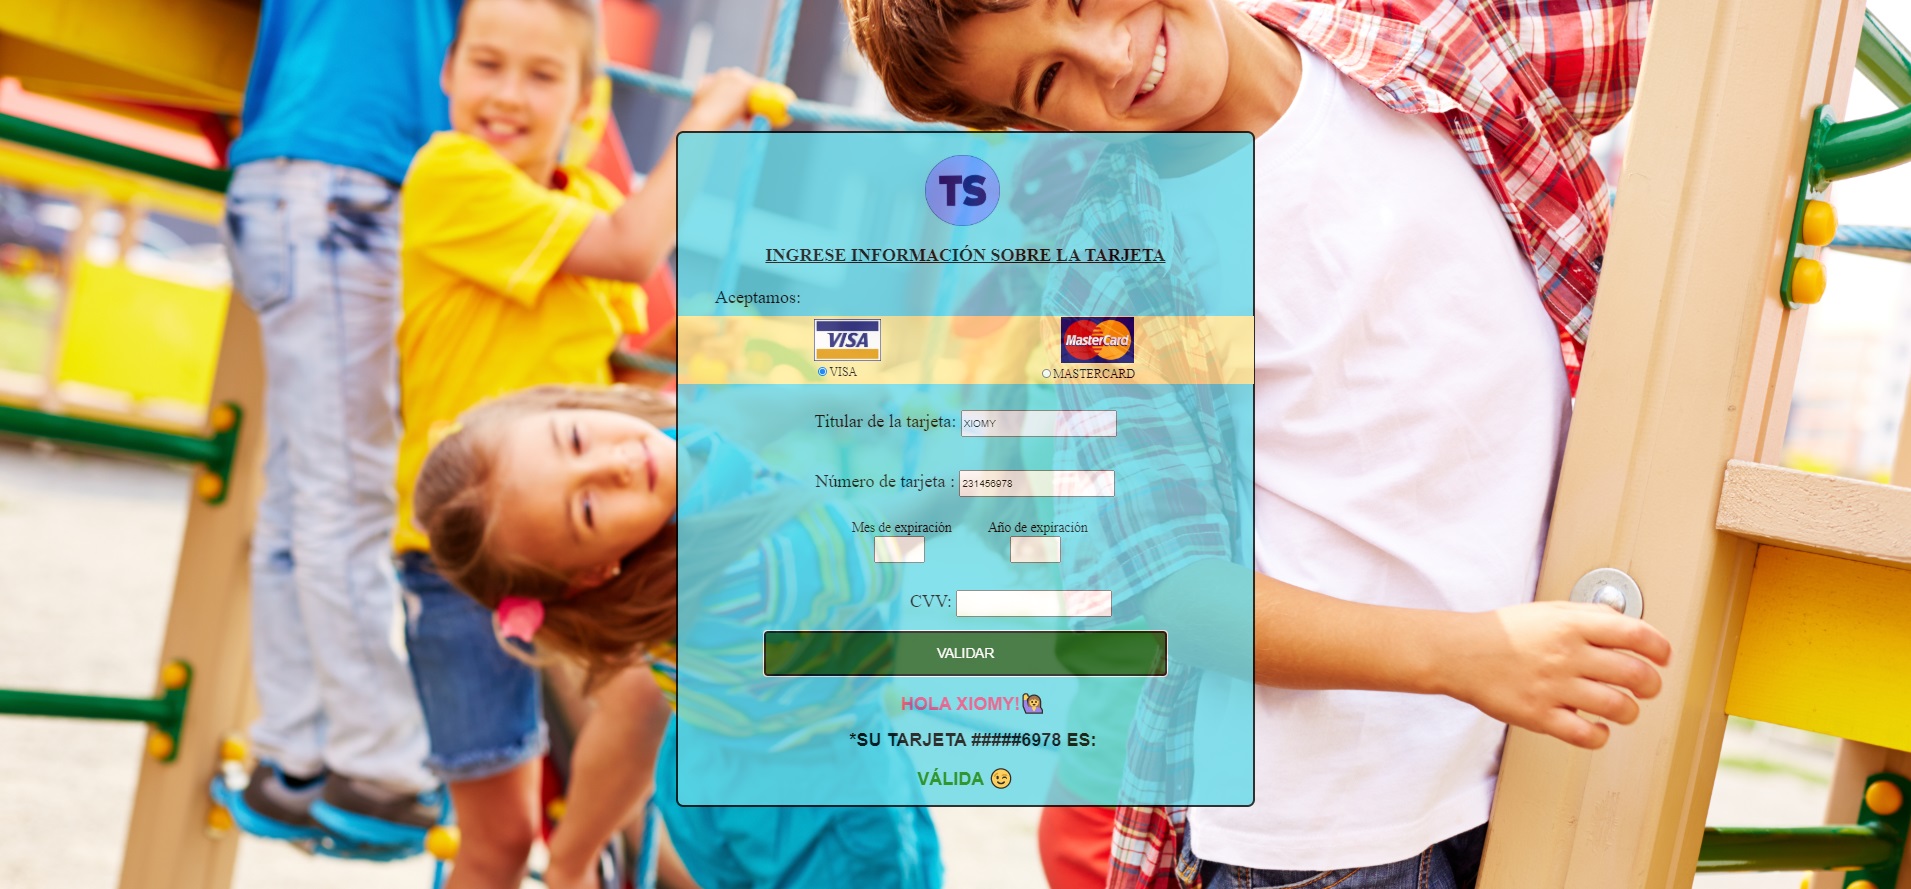 TS
INGRESE INFORMACIÓN SOBRE LA TARJETA
Aceptamos:
VISA MasterCard
VISA MASTERCARD
Titular de la tarjeta: XIOMY
Número de tarjeta : 231456978
Mes de expiración Año de expiración
CVV:
VALIDAR
HOLA XIOMY!🙋
*SU TARJETA #####6978 ES:
VÁLIDA 😉